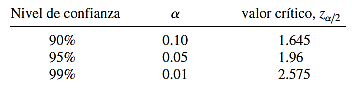 Nivel de confianza α valor crítico, z_{α/2}
90% 0.10 1.645
95% 0.05 1.96
99% 0.01 2.575